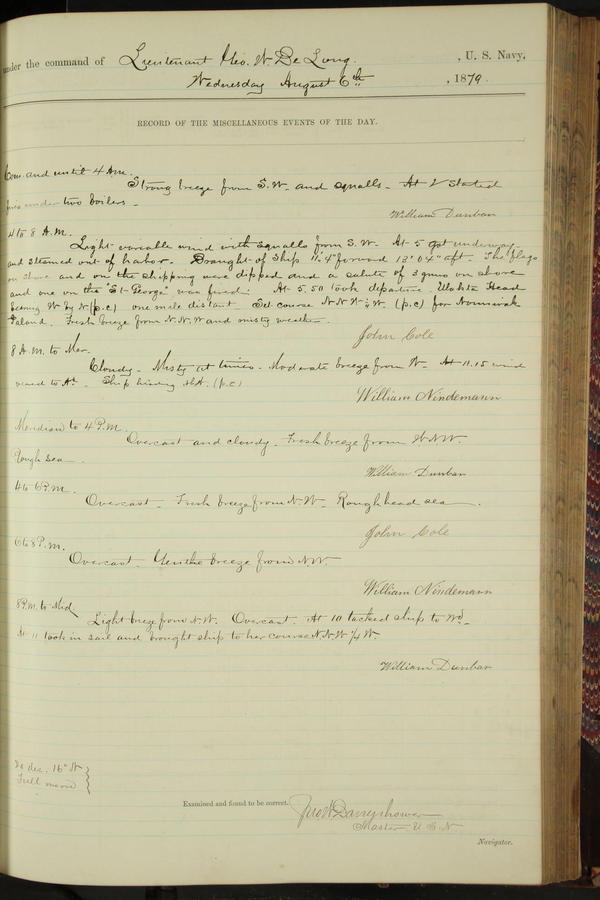 under the command of Lieutenant Geo. W. De Long. , U. S. Navy,
Wednesday August 6th , 1879.
RECORD OF THE MISCELLANEOUS EVENTS OF THE DAY.
Com. and until 4 A.M.
Strong breeze from S.W. and squalls. At 2 started
fires under two boilers.
William Dunbar
4 to 8 A.M.
Light variable wind with squalls from S.W. At 5 got underway
and steamed out of harbor. Draught of Ship 11' 4" forward 13' 04" aft. The flags
on shore and on the shipping were dipped and a salute of 3 guns on shore
and one on the "St. George" was fired. At 5.50 took departure. Head
bearing W by N (p.c.) one mile distant. Set course N.N.W ¼ W. (p.c) for Nounivak
Island. Fresh breeze from N.N.W and misty weather.
John Cole
8 A.M. to Mer.
Cloudy. Misty at times. Moderate breeze from W. At 11.15 wind
Ship heading (p.c)
William Nindemann
Meridian to 4 P.M.
Overcast and cloudy. Fresh breeze from W.N.W.
Rough sea
William Dunbar
4 to 6 P.M.
Overcast. Fresh breeze from N.W. Rough head sea.
John Cole
6 to 8 P.M.
Overcast. Gentle breeze from N.W.
William Nindemann
8 P.M. to Mid
Light breeze from N.W. Overcast. At 10 tacked ship to Wd.
At 11 took in sail and brought ship to her course N.N.W ¼ W.
William Dunbar
dec. 16° N
Full moon
Examined and found to be correct.
Master. U.S.N
Navigator.